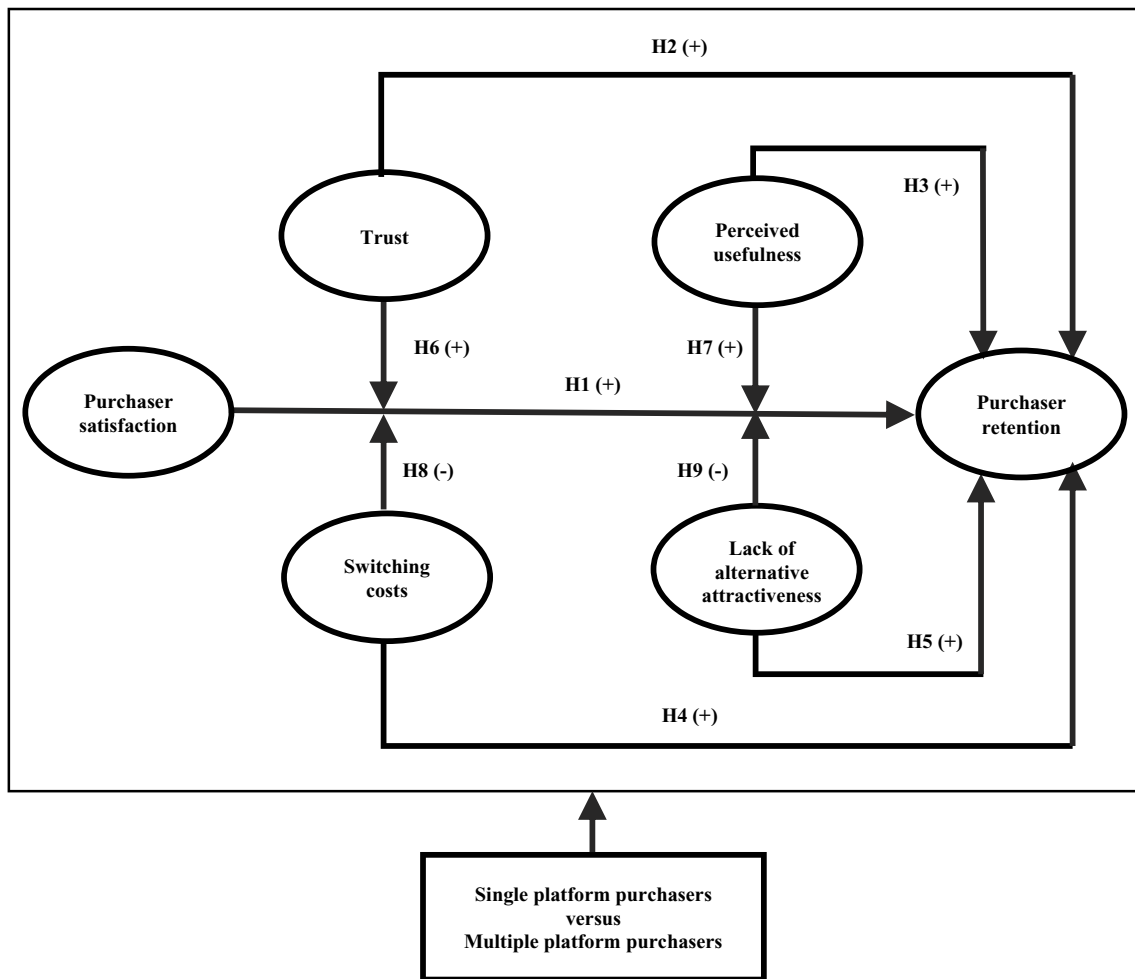 H2 (+)
H3 (+)
Trust
Perceived
usefulness
H6 (+)
H7 (+)
H1 (+)
Purchaser
satisfaction
Purchaser
retention
H8 (-)
H9 (-)
Switching
costs
Lack of
alternative
attractiveness
H5 (+)
H4 (+)
Single platform purchasers
versus
Multiple platform purchasers